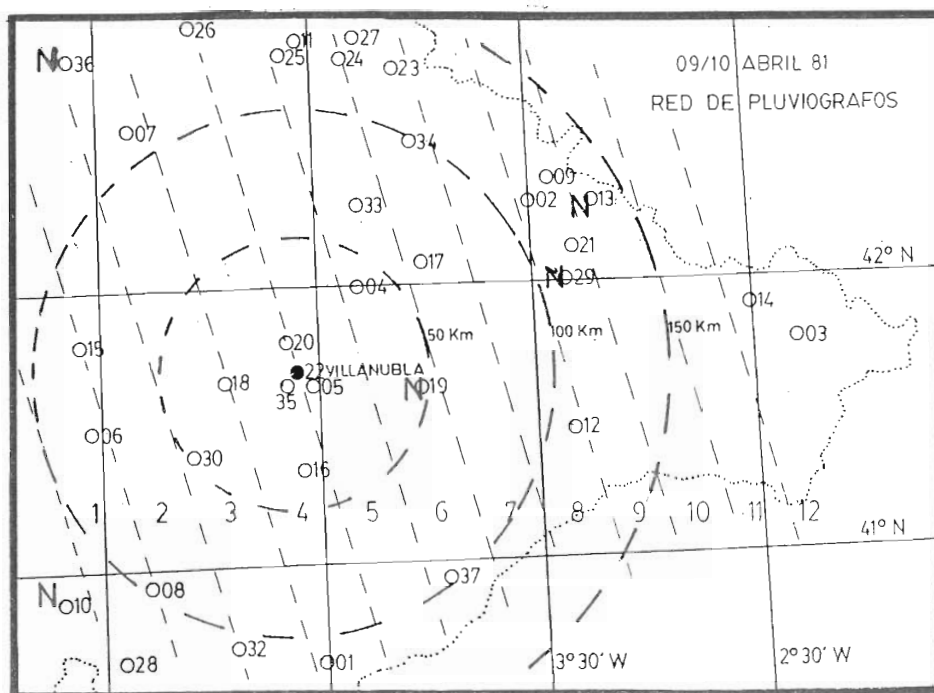 O26
O11
O27
O25
O24
N O36
O23
09/10 ABRIL 81
RED DE PLUVIOGRAFOS
O07
O34
O09
O02
N O13
O33
O21
O17
42° N
N O29
O04
O14
50 Km
100 Km
150 Km
O03
O15
O20
22 VILLANUBLA
O18
35
O05
N O19
O06
O12
O30
O16
1 2 3 4 5 6 7 8 9 10 11 12
41° N
O37
N O10
O08
O32
O28
O01
3° 30' W
2° 30' W